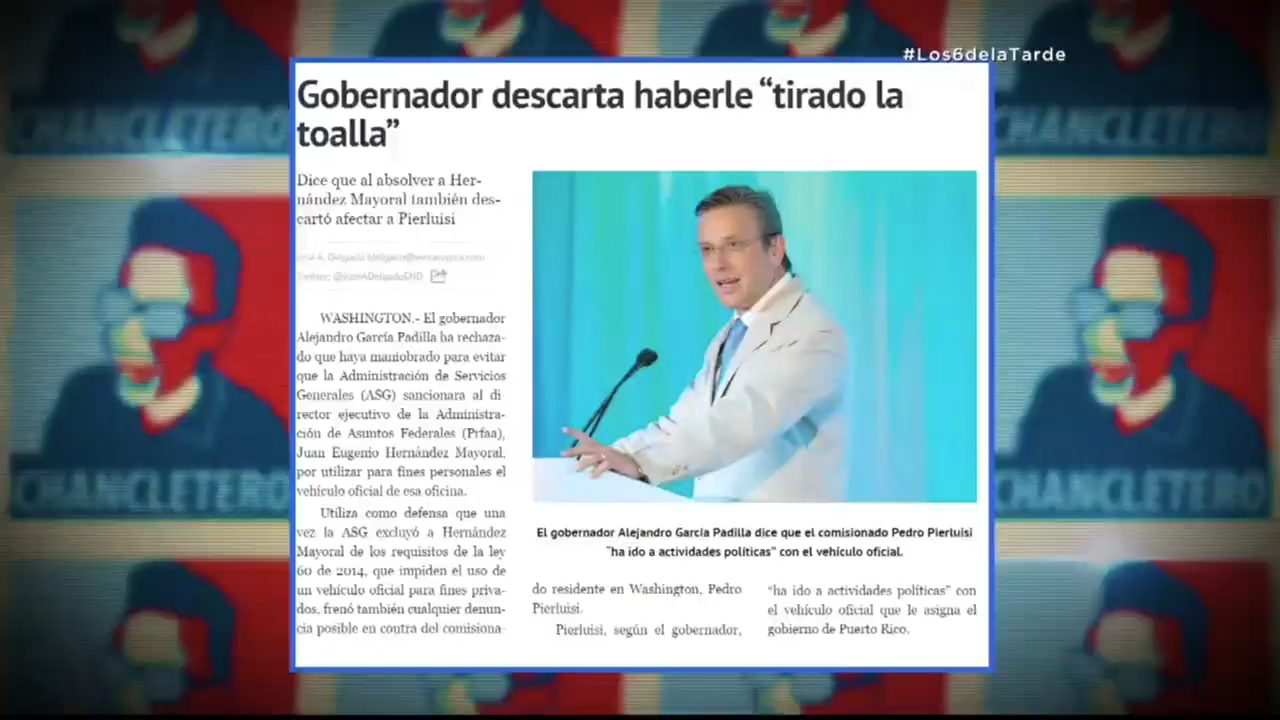 #Los6delaTarde
Gobernador descarta haberle “tirado la
toalla”
Dice que al absolver a Her-
nández Mayoral también des-
cartó afectar a Pierluisi
José A. Delgado
Twitter: @JoseADelgadoEND
WASHINGTON.- El gobernador
Alejandro García Padilla ha rechaza-
do que haya maniobrado para evitar
que la Administración de Servicios
Generales (ASG) sancionara al di
rector ejecutivo de la Administra-
ción de Asuntos Federales (Prfaa),
Juan Eugenio Hernández Mayoral,
por utilizar para fines personales el
vehículo oficial de esa oficina.
Utiliza como defensa que una
vez la ASG excluyó a Hernández
Mayoral de los requisitos de la ley
60 de 2014, que impiden el uso de
un vehículo oficial para fines priva-
dos, frenó también cualquier denun-
cia posible en contra del comisiona-
El gobernador Alejandro García Padilla dice que el comisionado Pedro Pierluisi
“ha ido a actividades políticas” con el vehículo oficial.
do residente en Washington, Pedro
Pierluisi.
Pierluisi, según el gobernador,
“ha ido a actividades políticas” con
el vehículo oficial que le asigna el
gobierno de Puerto Rico.
CHANCLETERO
CHANCLETERO
CHANCLETERO
CHANCLETERO